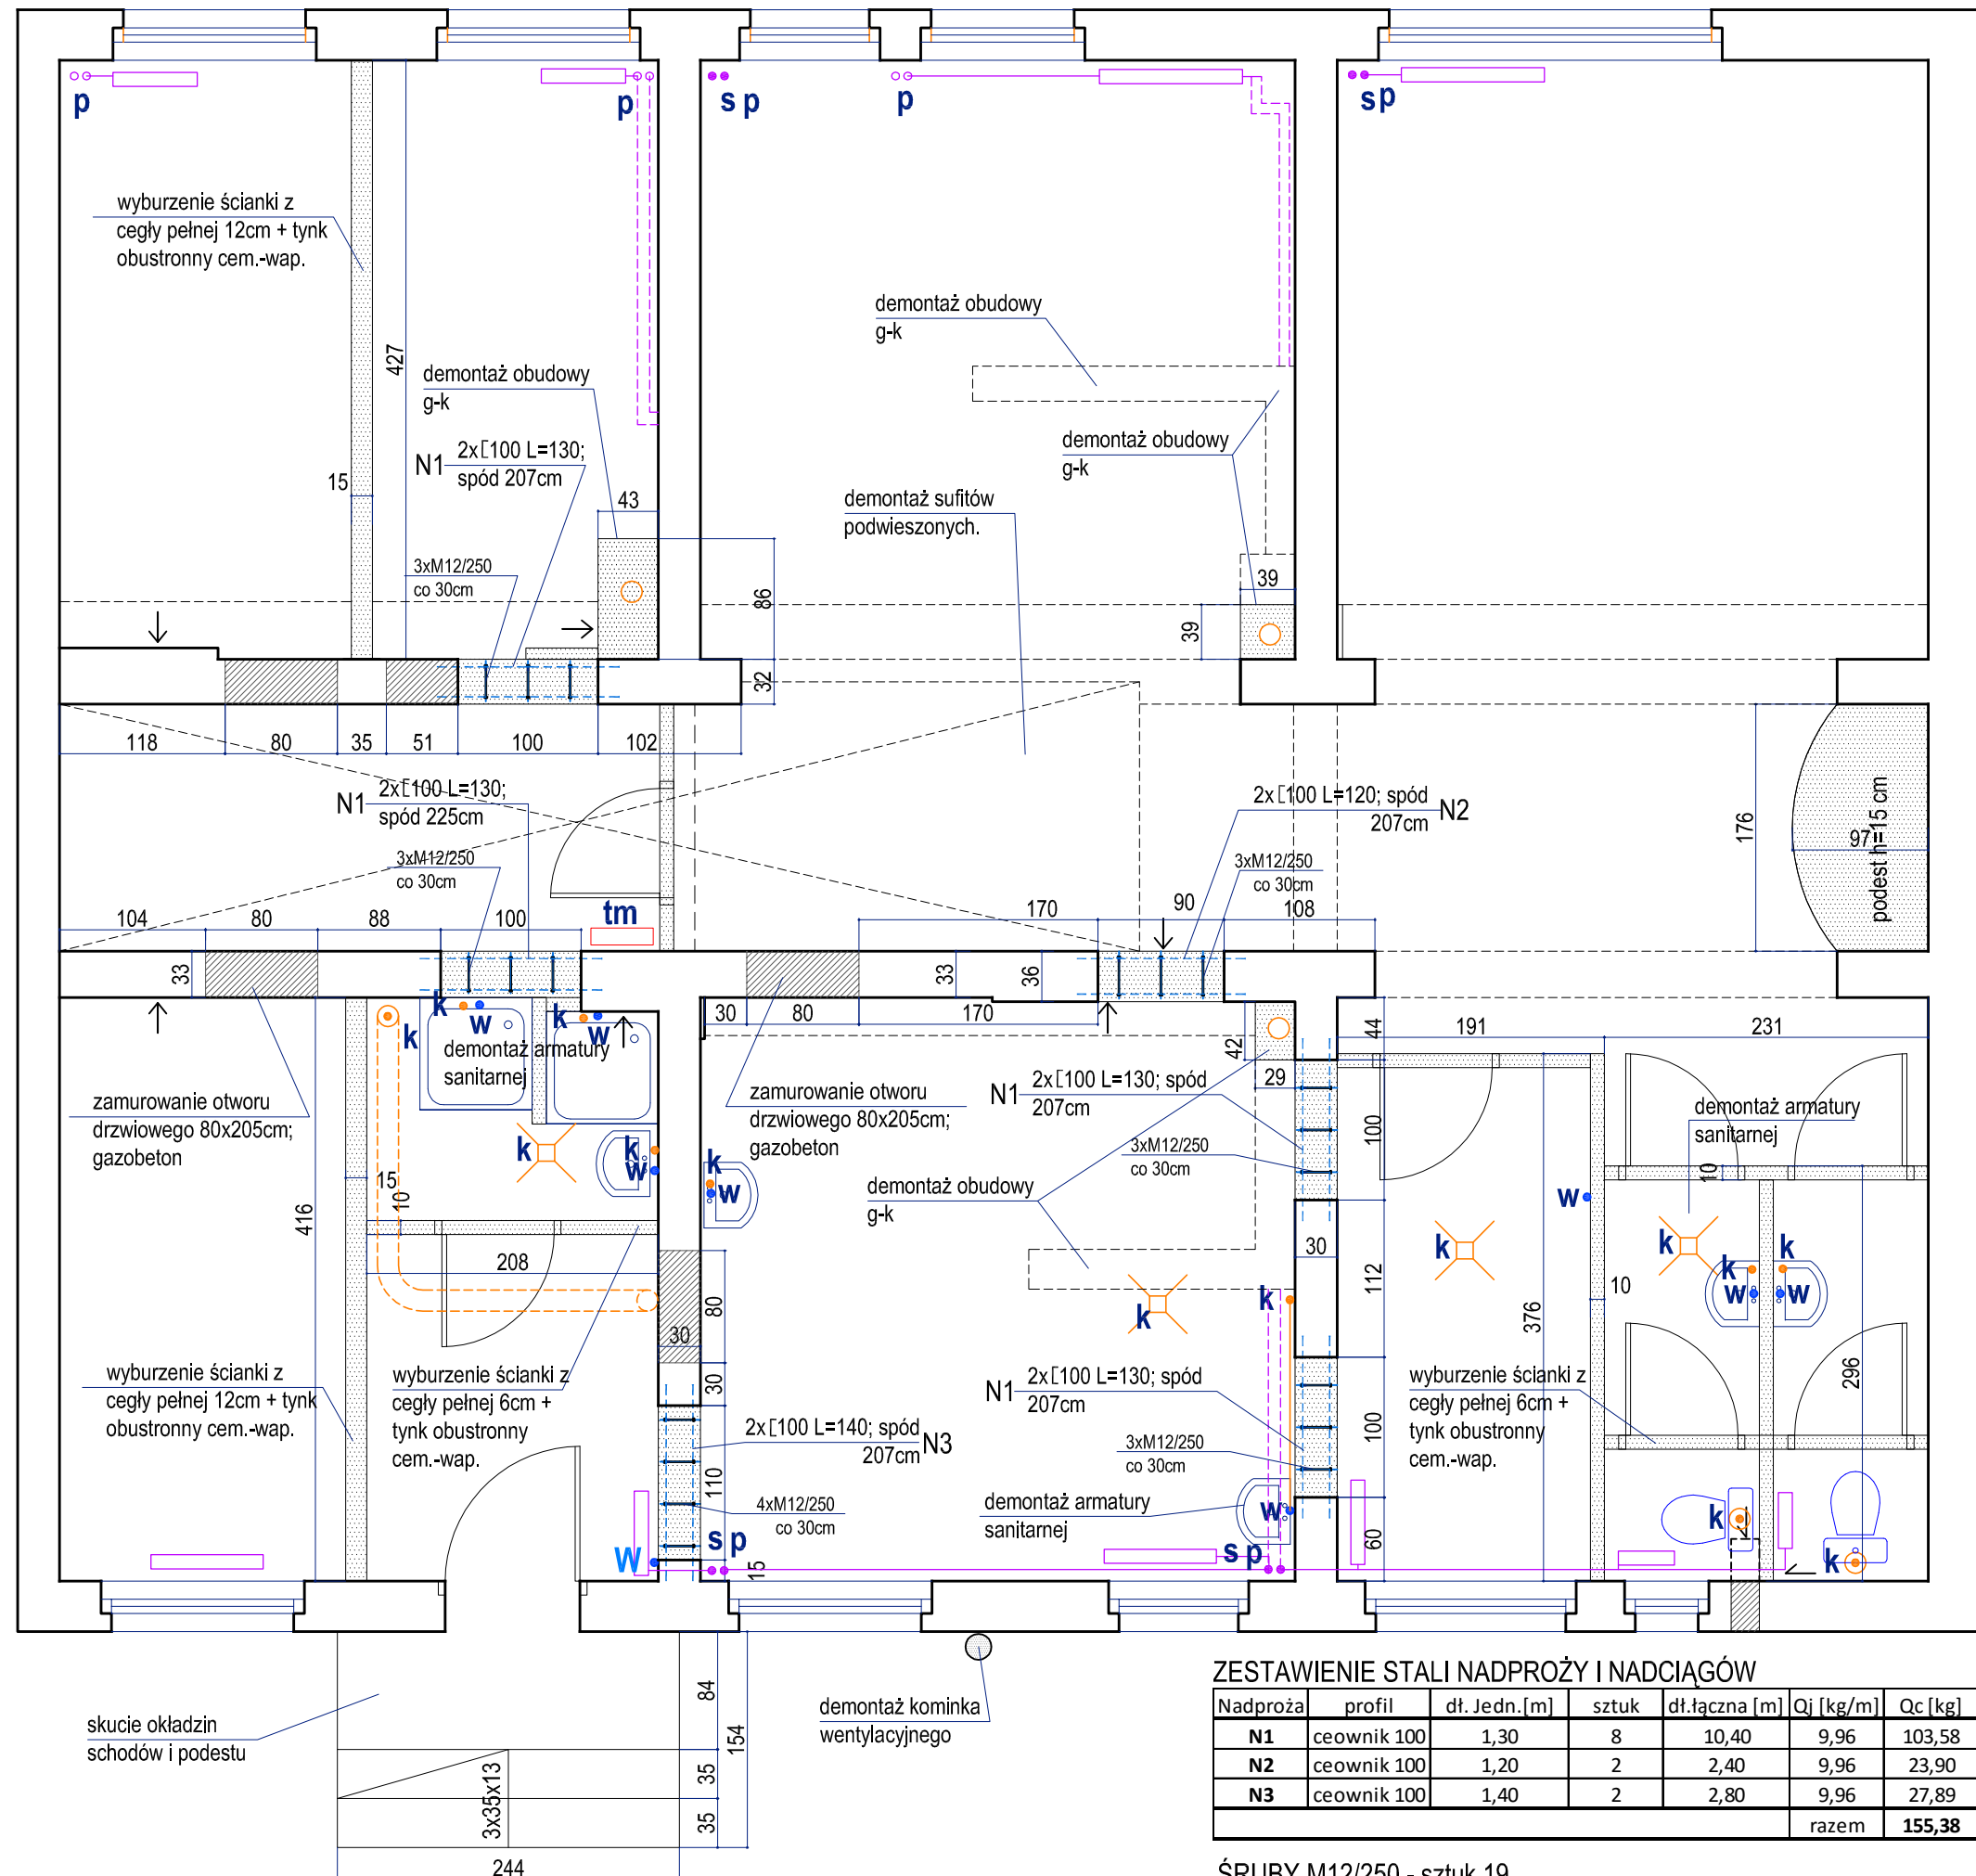 p
p
s p
p
s p
wyburzenie ścianki z
cegły pełnej 12cm + tynk
obustronny cem.-wap.
427
demontaż obudowy
g-k
demontaż obudowy
g-k
N1
2x[100 L=130;
spód 207cm
demontaż obudowy
g-k
15
43
demontaż sufitów
podwieszonych.
3xM12/250
co 30cm
86
39
39
32
118
80
35
51
100
102
N1
2x[100 L=130;
spód 225cm
2x[100 L=120; spód
207cm
N2
176
97
podest h=15 cm
3xM12/250
co 30cm
3xM12/250
co 30cm
104
80
88
100
tm
170
90
108
33
33
36
k
w
k
w
k
30
80
170
44
191
231
demontaż armatury
sanitarnej
42
29
zamurowanie otworu
drzwiowego 80x205cm;
gazobeton
zamurowanie otworu
drzwiowego 80x205cm;
gazobeton
N1
2x[100 L=130; spód
207cm
100
demontaż armatury
sanitarnej
3xM12/250
co 30cm
k
k
w
k
w
15
10
10
416
demontaż obudowy
g-k
w
208
30
112
k
k
k
k
w
w
10
80
30
k
k
376
296
wyburzenie ścianki z
cegły pełnej 12cm + tynk
obustronny cem.-wap.
wyburzenie ścianki z
cegły pełnej 6cm +
tynk obustronny
cem.-wap.
30
N1
2x[100 L=130; spód
207cm
wyburzenie ścianki z
cegły pełnej 6cm +
tynk obustronny
cem.-wap.
2x[100 L=140; spód
207cm
N3
100
3xM12/250
co 30cm
110
4xM12/250
co 30cm
demontaż armatury
sanitarnej
w
k
60
W
s p
15
s p
k
84
154
skucie okładzin
schodów i podestu
demontaż kominka
wentylacyjnego
35
3x35x13
35
244
ZESTAWIENIE STALI NADPROŻY I NADCIĄGÓW
Nadproża profil dł. Jedn.[m] sztuk dł.łączna [m] Qj [kg/m] Qc [kg]
N1 ceownik 100 1,30 8 10,40 9,96 103,58
N2 ceownik 100 1,20 2 2,40 9,96 23,90
N3 ceownik 100 1,40 2 2,80 9,96 27,89
razem 155,38
ŚRUBY M12/250 - sztuk 19